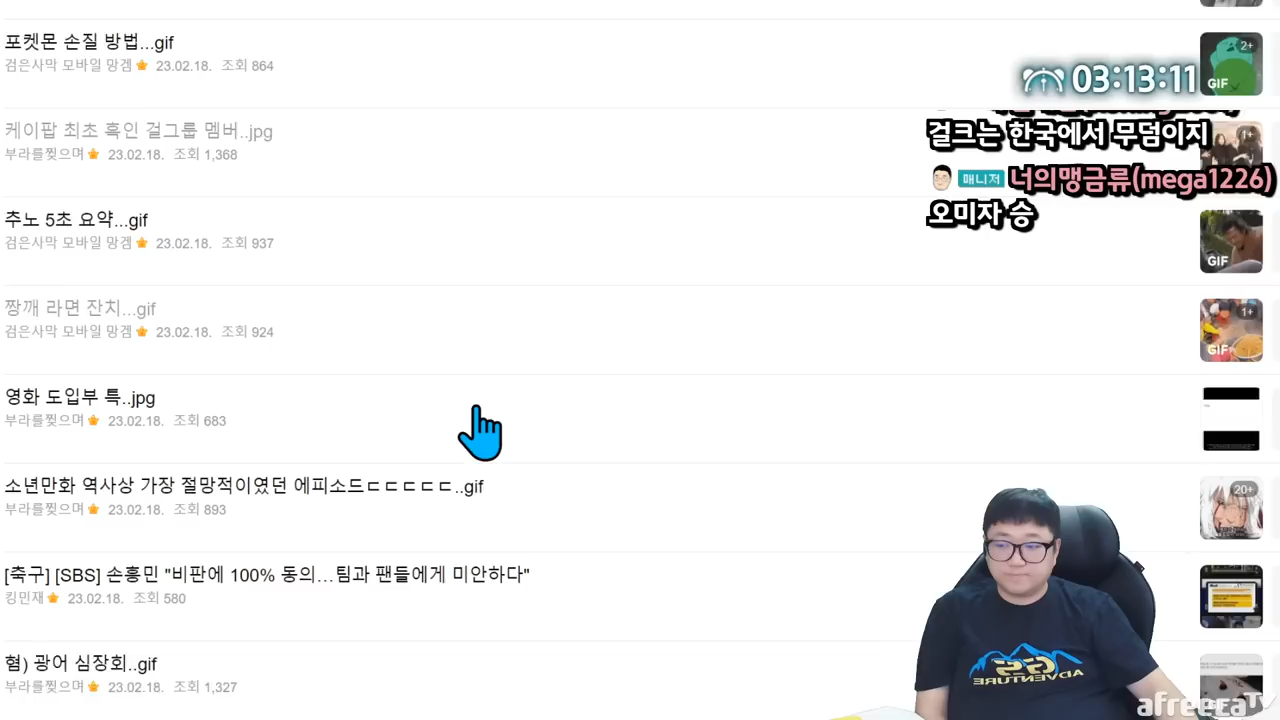 포켓몬 손질 방법...gif
검은사막 모바일 망겜 23.02.18. 조회 864
2+
GIF
03:13:11
케이팝 최초 흑인 걸그룹 멤버..jpg
부라를찢으며 23.02.18. 조회 1,368
1+
걸크는 한국에서 무덤이지
매니저 너의맹금류(mega1226)
오미자 승
추노 5초 요약...gif
검은사막 모바일 망겜 23.02.18. 조회 937
GIF
짱깨 라면 잔치...gif
검은사막 모바일 망겜 23.02.18. 조회 924
1+
GIF
영화 도입부 특..jpg
부라를찢으며 23.02.18. 조회 683
소년만화 역사상 가장 절망적이였던 에피소드ㄷㄷㄷㄷㄷ..gif
부라를찢으며 23.02.18. 조회 893
20+
[축구] [SBS] 손흥민 "비판에 100% 동의…팀과 팬들에게 미안하다"
킹민재 23.02.18. 조회 580
혐) 광어 심장회..gif
부라를찢으며 23.02.18. 조회 1,327
ADVENTURE
afreecaTV